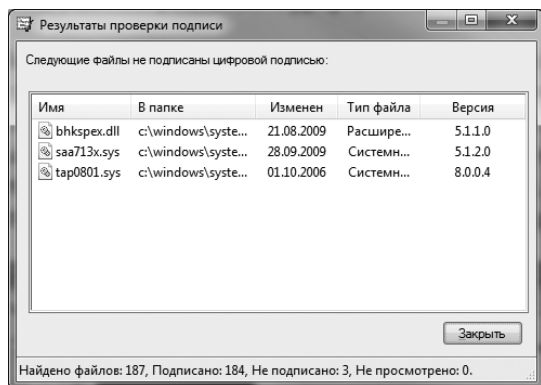 Результаты проверки подписи
Следующие файлы не подписаны цифровой подписью:
Имя В папке Изменен Тип файла Версия
bhkspex.dll c:\windows\syste... 21.08.2009 Расшире... 5.1.1.0
saa713x.sys c:\windows\syste... 28.09.2009 Системн... 5.1.2.0
tap0801.sys c:\windows\syste... 01.10.2006 Системн... 8.0.0.4
Закрыть
Найдено файлов: 187, Подписано: 184, Не подписано: 3, Не просмотрено: 0.